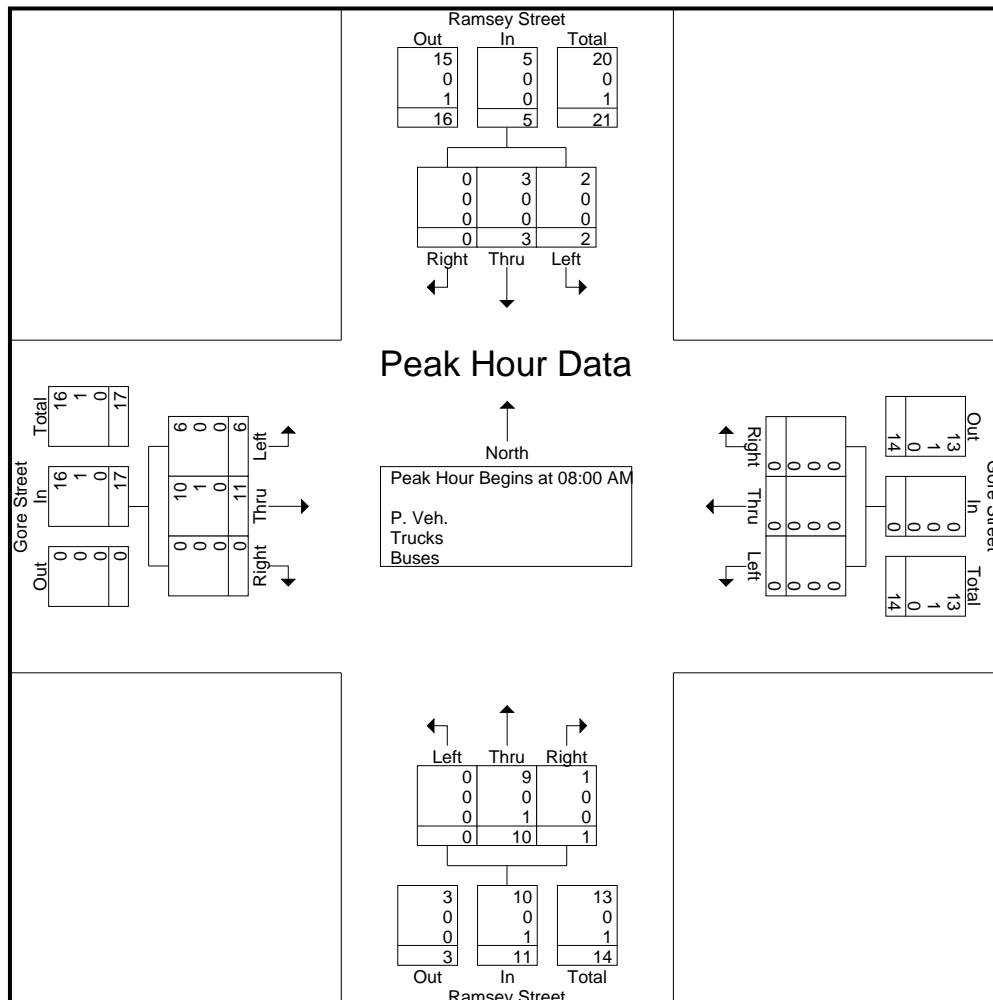 Ramsey Street
Out In Total
15 5 20
0 0 0
1 0 1
16 5 21
0 3 2
0 0 0
0 0 0
0 3 2
Right Thru Left
Peak Hour Data
North
Peak Hour Begins at 08:00 AM
P. Veh.
Trucks
Buses
Gore Street
Out In Total
0 16 16
0 1 1
0 0 0
0 17 17
Left Thru Right
6 10 0
0 1 0
0 0 0
6 11 0
Gore Street
Out In Total
13 0 13
1 0 1
0 0 0
14 0 14
Right Thru Left
0 0 0
0 0 0
0 0 0
0 0 0
Left Thru Right
0 9 1
0 0 0
0 1 0
0 10 1
3 10 13
0 0 0
0 1 1
3 11 14
Out In Total
Ramsey Street